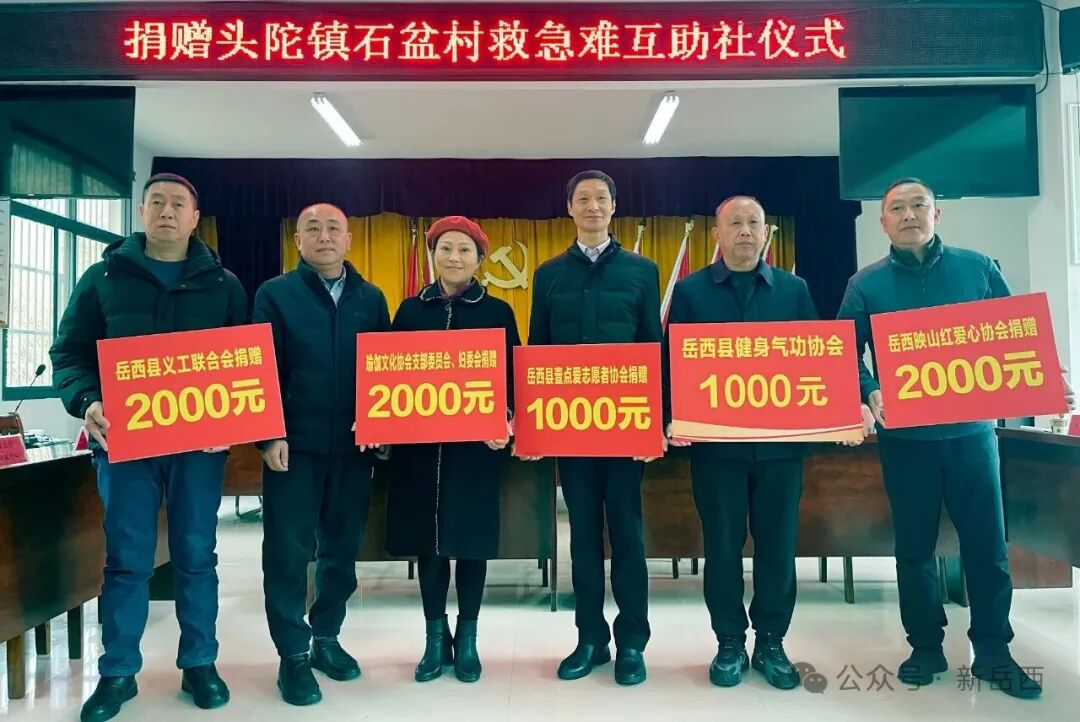 捐赠头陀镇石盆村救急难互助社仪式
岳西县义工联合会捐赠
2000元
瑜伽文化协会支部委员会、妇委会捐赠
2000元
岳西县壹点爱志愿者协会捐赠
1000元
岳西县健身气功协会
1000元
岳西映山红爱心协会捐赠
2000元
公众号 · 新岳西